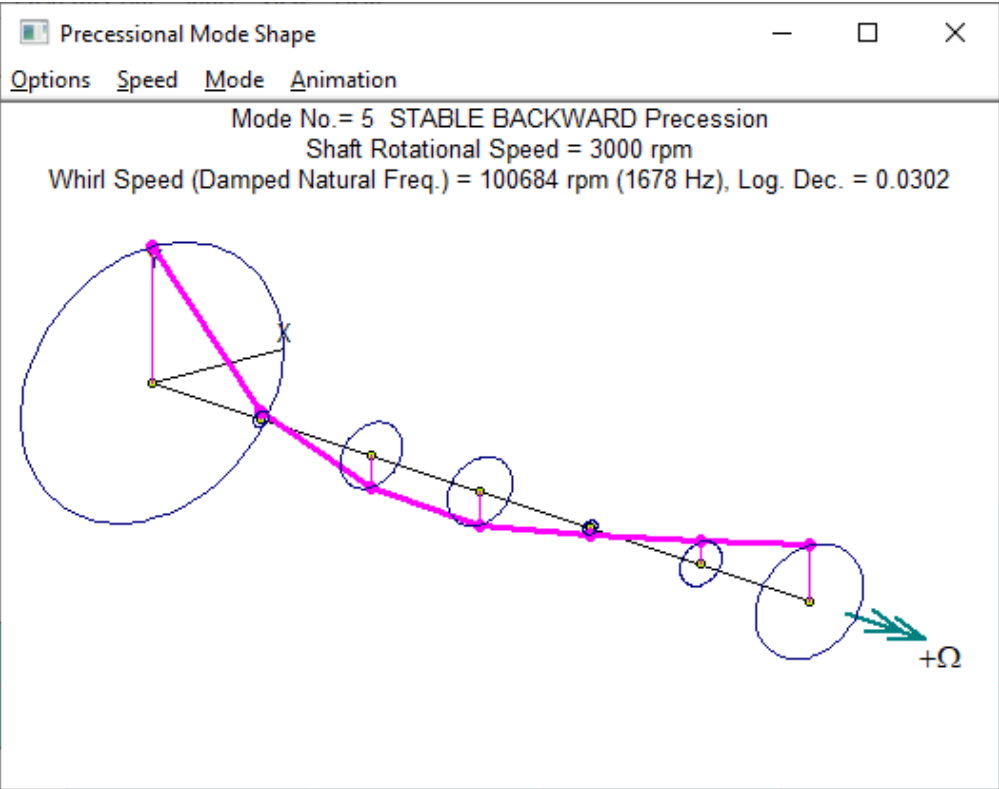 Precessional Mode Shape
Options Speed Mode Animation
Mode No.= 5 STABLE BACKWARD Precession
Shaft Rotational Speed = 3000 rpm
Whirl Speed (Damped Natural Freq.) = 100684 rpm (1678 Hz), Log. Dec. = 0.0302
Y
X
+Ω